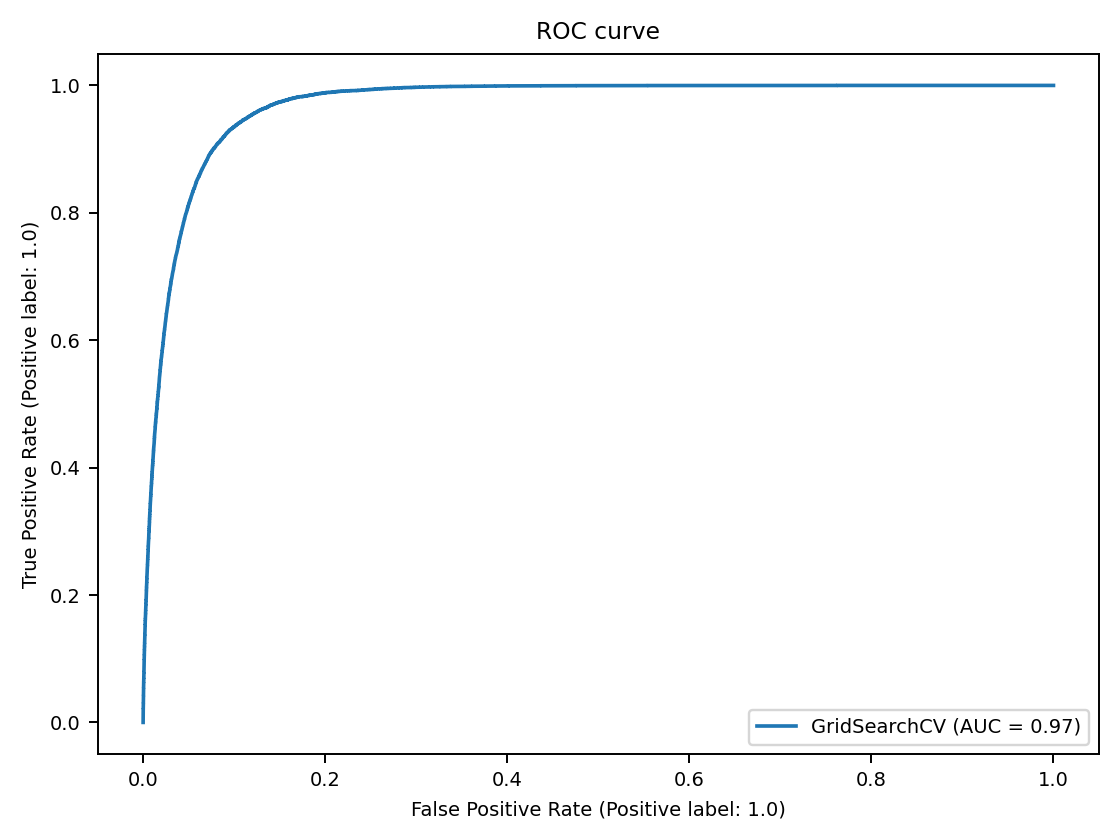 ROC curve
1.0
0.8
0.6
0.4
0.2
0.0
True Positive Rate (Positive label: 1.0)
GridSearchCV (AUC = 0.97)
0.0 0.2 0.4 0.6 0.8 1.0
False Positive Rate (Positive label: 1.0)